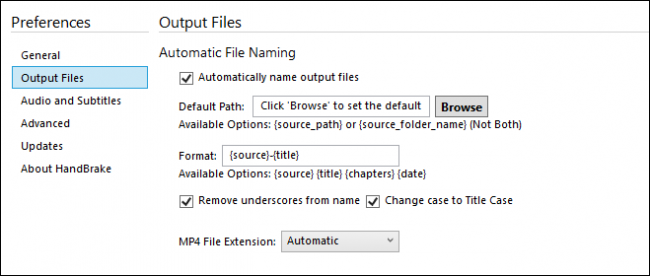 Preferences
General
Output Files
Audio and Subtitles
Advanced
Updates
About HandBrake
Output Files
Automatic File Naming
Automatically name output files
Default Path: Click 'Browse' to set the default Browse
Available Options: {source_path} or {source_folder_name} (Not Both)
Format: {source}-{title}
Available Options: {source} {title} {chapters} {date}
Remove underscores from name Change case to Title Case
MP4 File Extension: Automatic